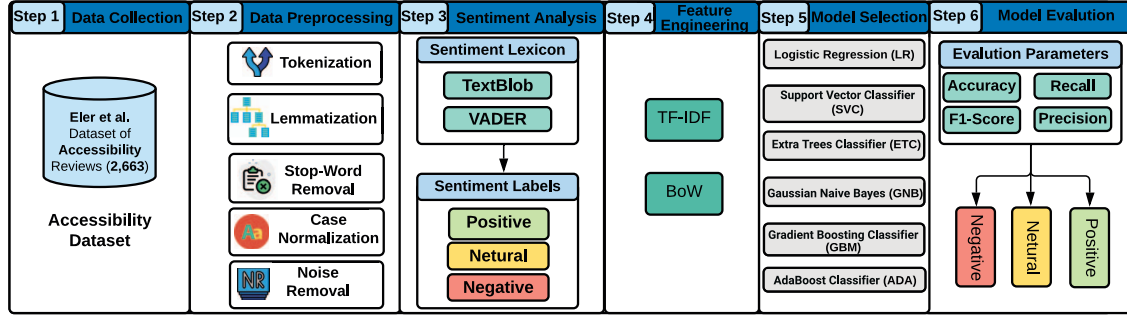 Step 1
Data Collection
Eler et al.
Dataset of
Accessibility
Reviews (2,663)
Accessibility
Dataset
Step 2
Data Preprocessing
Tokenization
Lemmatization
Stop-Word
Removal
Case
Normalization
NR
Noise
Removal
Step 3
Sentiment Analysis
Sentiment Lexicon
TextBlob
VADER
Sentiment Labels
Positive
Netural
Negative
Step 4
Feature
Engineering
TF-IDF
BoW
Step 5
Model Selection
Logistic Regression (LR)
Support Vector Classifier
(SVC)
Extra Trees Classifier (ETC)
Gaussian Naive Bayes (GNB)
Gradient Boosting Classifier
(GBM)
AdaBoost Classifier (ADA)
Step 6
Model Evalution
Evalution Parameters
Accuracy
Recall
F1-Score
Precision
Negative
Netural
Positive